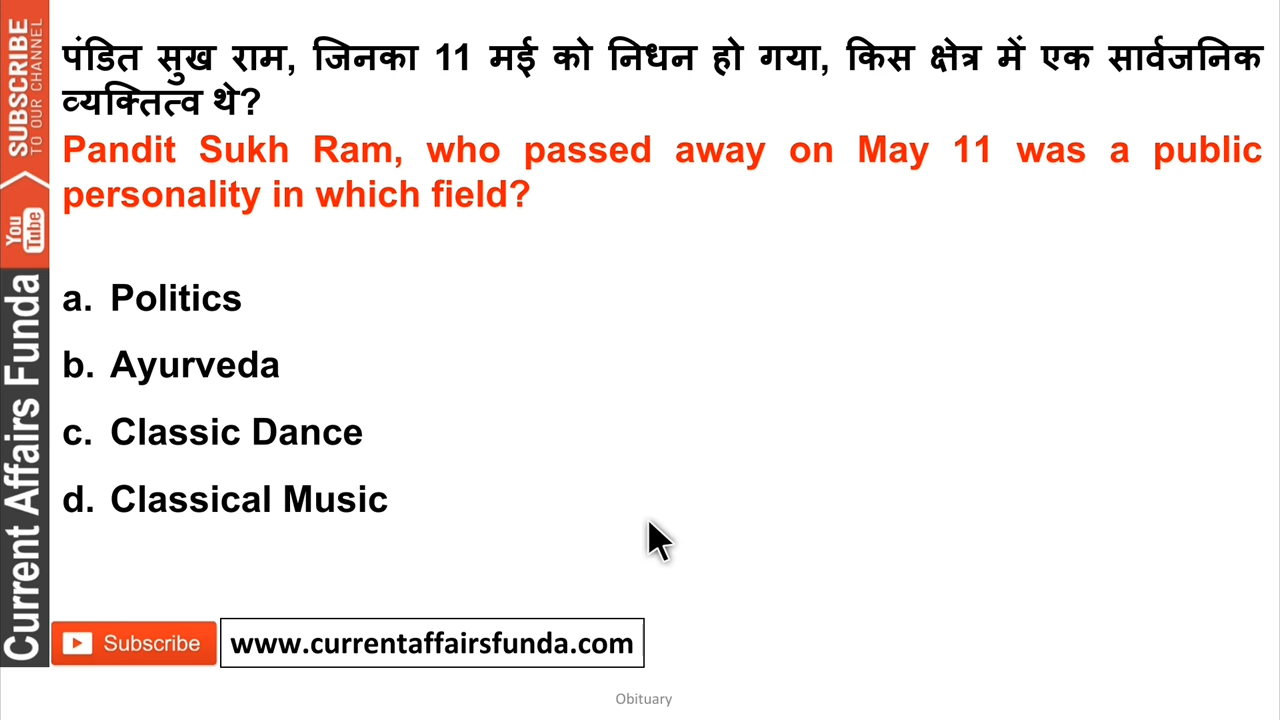 पंडित सुख राम, जिनका 11 मई को निधन हो गया, किस क्षेत्र में एक सार्वजनिक
व्यक्तित्व थे?
Pandit Sukh Ram, who passed away on May 11 was a public
personality in which field?
a. Politics
b. Ayurveda
c. Classic Dance
d. Classical Music
SUBSCRIBE
TO OUR CHANNEL
You
Tube
Current Affairs Funda
Subscribe
www.currentaffairsfunda.com
Obituary